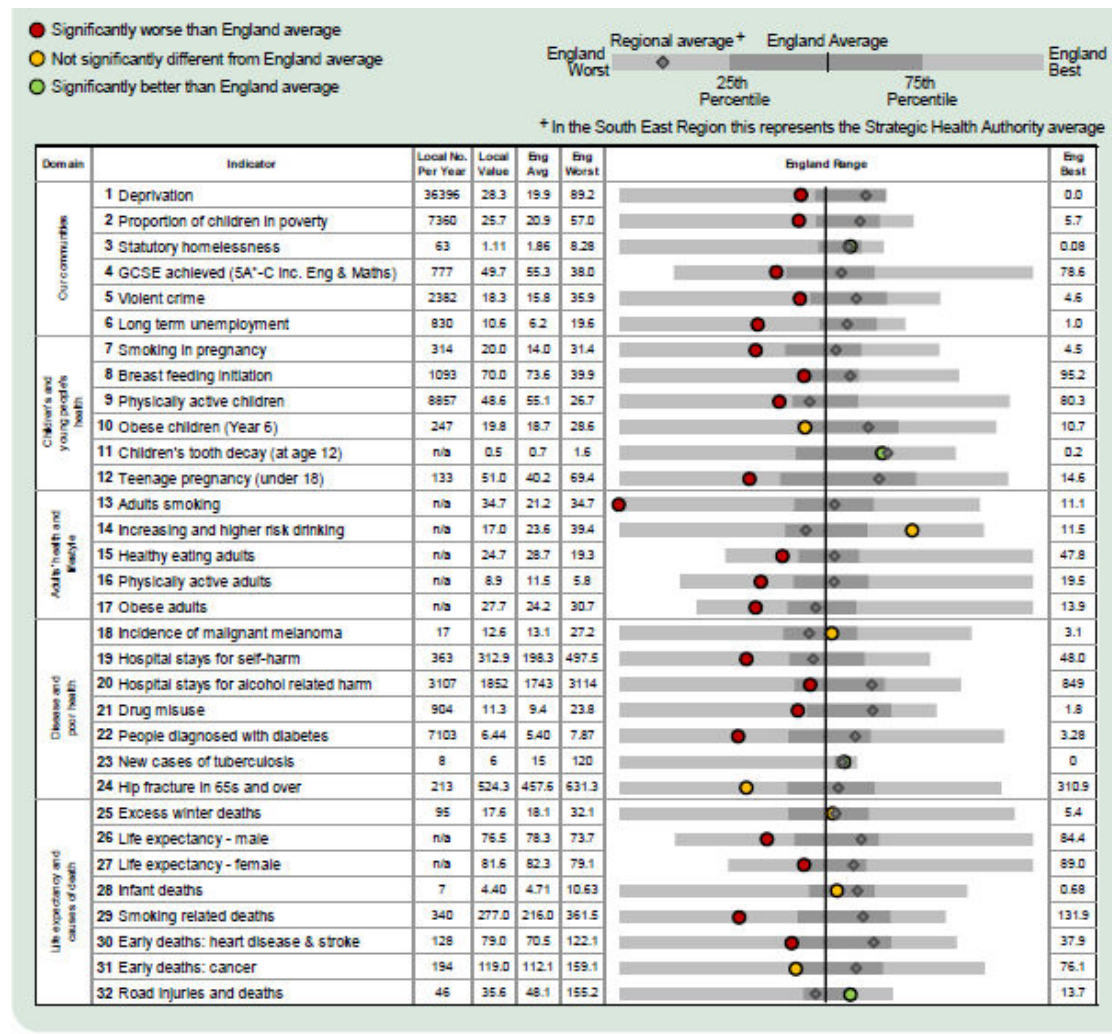 Significantly worse than England average
Not significantly different from England average
Significantly better than England average
Regional average + England Average
England Worst England Best
25th Percentile 75th Percentile
+ In the South East Region this represents the Strategic Health Authority average
Domain Indicator Local No. Per Year Local Value Eng Avg Eng Worst England Range Eng Best
Our communities
1 Deprivation 36396 28.3 19.9 89.2 0.0
2 Proportion of children in poverty 7360 25.7 20.9 57.0 5.7
3 Statutory homelessness 63 1.11 1.86 8.28 0.08
4 GCSE achieved (5A*-C inc. Eng & Maths) 777 49.7 55.3 38.0 78.6
5 Violent crime 2382 18.3 15.8 35.9 4.6
6 Long term unemployment 830 10.6 6.2 19.6 1.0
Children's and young people's health
7 Smoking in pregnancy 314 20.0 14.0 31.4 4.5
8 Breast feeding initiation 1093 70.0 73.6 39.9 95.2
9 Physically active children 8857 48.6 55.1 26.7 80.3
10 Obese children (Year 6) 247 19.8 18.7 28.6 10.7
11 Children's tooth decay (at age 12) n/a 0.5 0.7 1.6 0.2
12 Teenage pregnancy (under 18) 133 51.0 40.2 69.4 14.6
Adults' health and lifestyle
13 Adults smoking n/a 34.7 21.2 34.7 11.1
14 Increasing and higher risk drinking n/a 17.0 23.6 39.4 11.5
15 Healthy eating adults n/a 24.7 28.7 19.3 47.8
16 Physically active adults n/a 8.9 11.5 5.8 19.5
17 Obese adults n/a 27.7 24.2 30.7 13.9
Disease and poor health
18 Incidence of malignant melanoma 17 12.6 13.1 27.2 3.1
19 Hospital stays for self-harm 363 312.9 198.3 497.5 48.0
20 Hospital stays for alcohol related harm 3107 1852 1743 3114 849
21 Drug misuse 904 11.3 9.4 23.8 1.8
22 People diagnosed with diabetes 7103 6.44 5.40 7.87 3.28
23 New cases of tuberculosis 8 6 15 120 0
24 Hip fracture in 65s and over 213 524.3 457.6 631.3 310.9
Life expectancy and causes of death
25 Excess winter deaths 95 17.6 18.1 32.1 5.4
26 Life expectancy - male n/a 76.5 78.3 73.7 84.4
27 Life expectancy - female n/a 81.6 82.3 79.1 89.0
28 Infant deaths 7 4.40 4.71 10.63 0.68
29 Smoking related deaths 340 277.0 216.0 361.5 131.9
30 Early deaths: heart disease & stroke 128 79.0 70.5 122.1 37.9
31 Early deaths: cancer 194 119.0 112.1 159.1 76.1
32 Road injuries and deaths 46 35.6 48.1 155.2 13.7